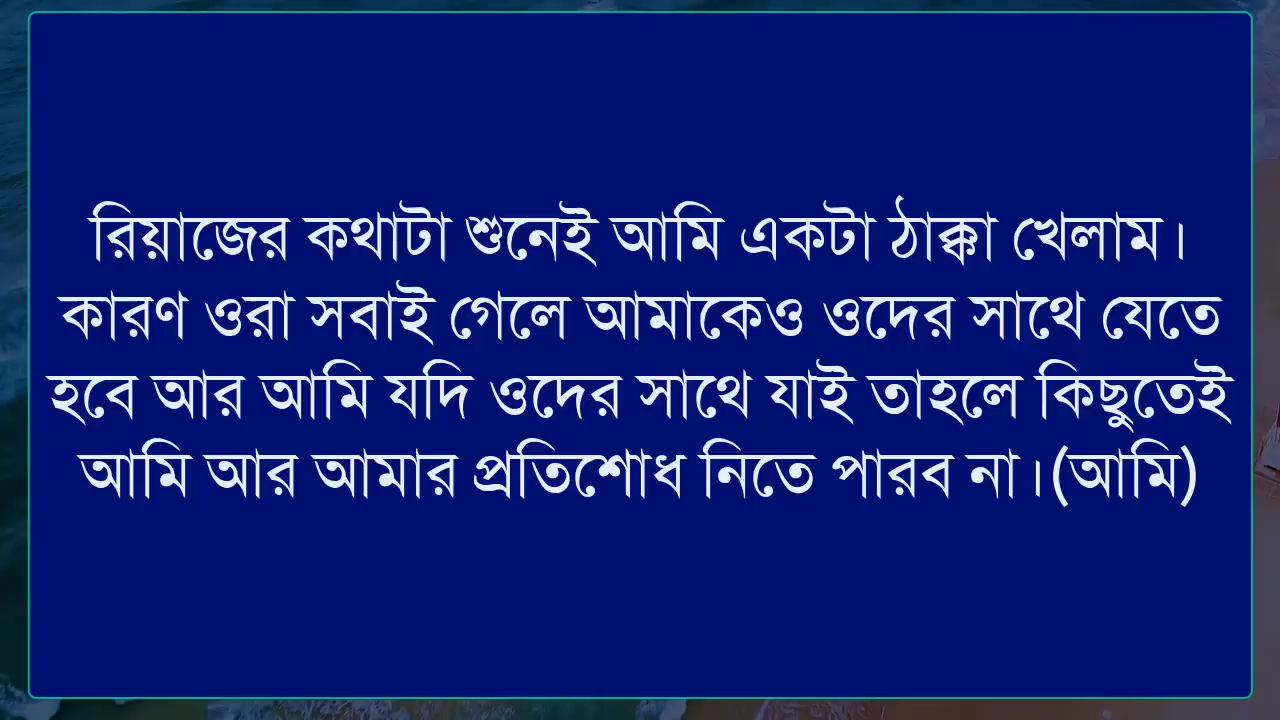 রিয়াজের কথাটা শুনেই আমি একটা ঠাক্কা খেলাম।
কারণ ওরা সবাই গেলে আমাকেও ওদের সাথে যেতে
হবে আর আমি যদি ওদের সাথে যাই তাহলে কিছুতেই
আমি আর আমার প্রতিশোধ নিতে পারব না।(আমি)